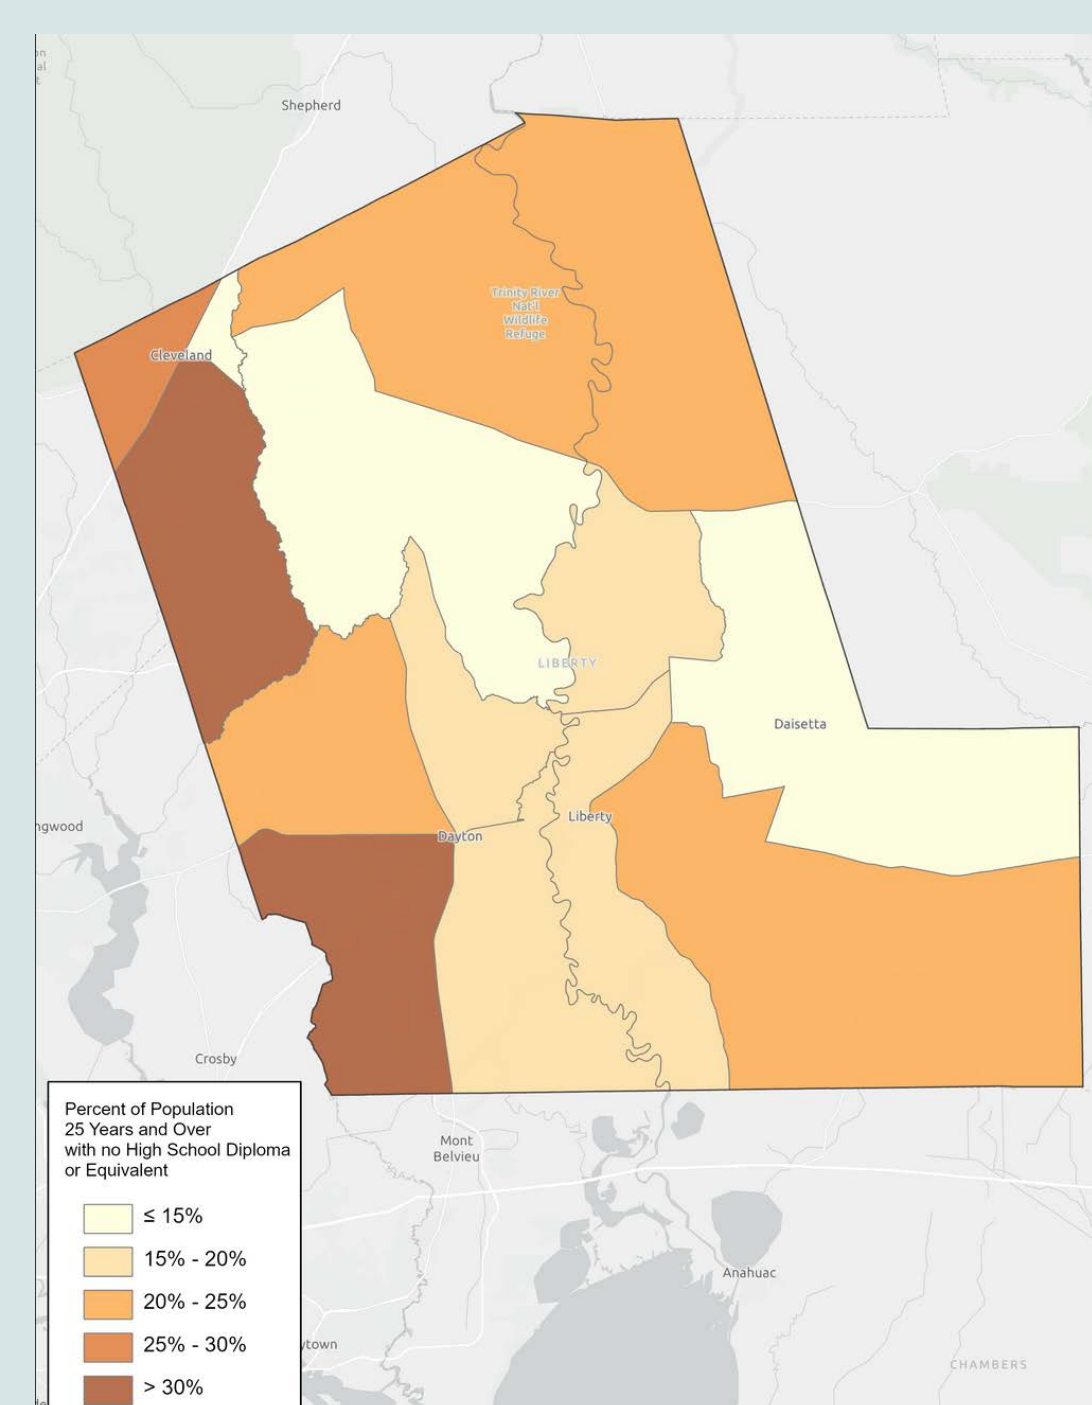 Shepherd
Trinity River
Nat'l
Wildlife
Refuge
Cleveland
LIBERTY
Daisetta
Liberty
Dayton
Crosby
Mont
Belvieu
Anahuac
CHAMBERS
Percent of Population
25 Years and Over
with no High School Diploma
or Equivalent
≤ 15%
15% - 20%
20% - 25%
25% - 30%
> 30%